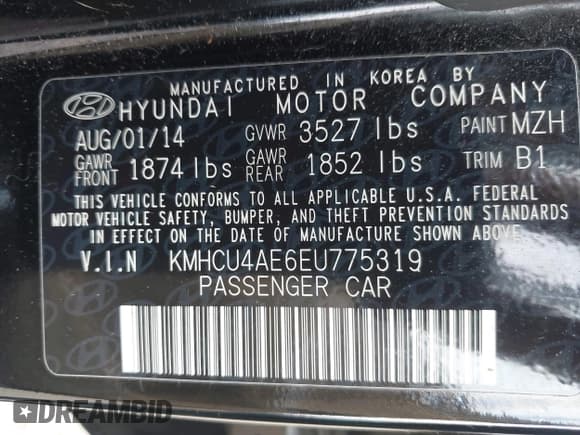 MANUFACTURED IN KOREA BY
HYUNDAI MOTOR COMPANY
AUG/01/14 GVWR 3527 lbs PAINT MZH
GAWR FRONT 1874 lbs GAWR REAR 1852 lbs TRIM B1
THIS VEHICLE CONFORMS TO ALL APPLICABLE U.S.A. FEDERAL
MOTOR VEHICLE SAFETY, BUMPER, AND THEFT PREVENTION STANDARDS
IN EFFECT ON THE DATE OF MANUFACTURE SHOWN ABOVE.
V.I.N KMHCU4AE6EU775319
PASSENGER CAR
DREAMBID